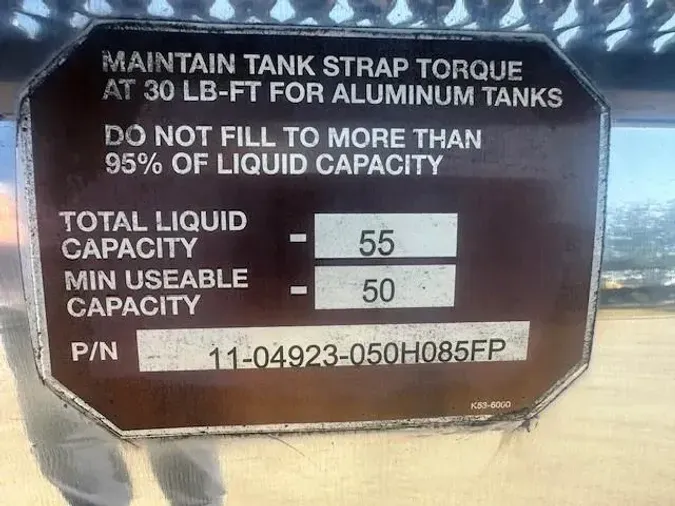 MAINTAIN TANK STRAP TORQUE
AT 30 LB-FT FOR ALUMINUM TANKS
DO NOT FILL TO MORE THAN
95% OF LIQUID CAPACITY
TOTAL LIQUID
CAPACITY - 55
MIN USEABLE
CAPACITY - 50
P/N 11-04923-050H085FP
K53-6000